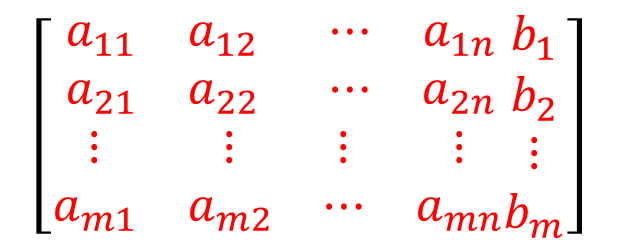 a₁₁ a₁₂ ⋯ a₁ₙ b₁
a₂₁ a₂₂ ⋯ a₂ₙ b₂
⋮ ⋮ ⋮ ⋮ ⋮
aₘ₁ aₘ₂ ⋯ aₘₙ bₘ